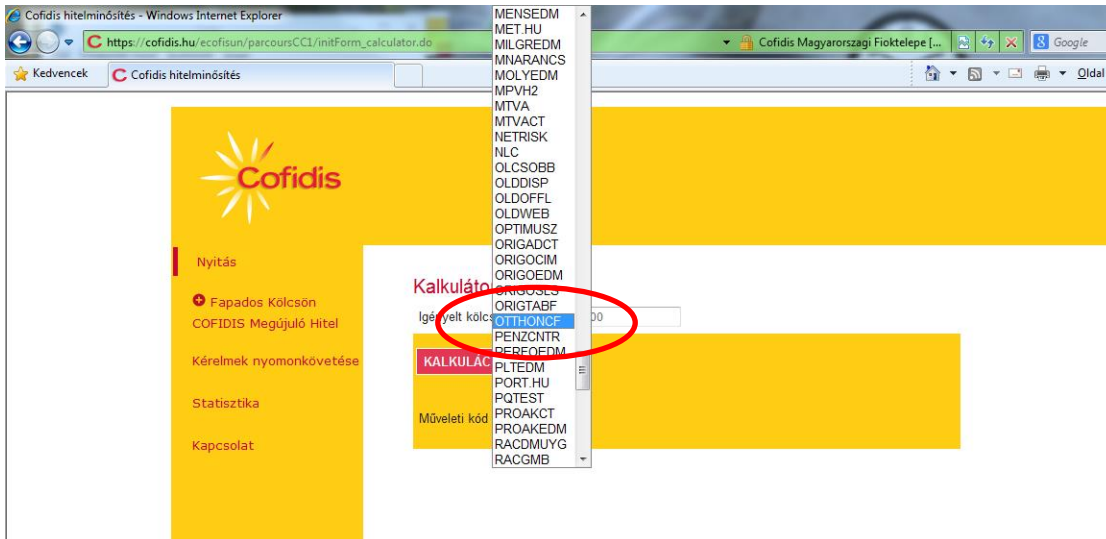 Cofidis hitelminősítés - Windows Internet Explorer
https://cofidis.hu/ecofisun/parcoursCC1/initForm_calculator.do
Cofidis Magyarorszagi Fioktelepe [...
Google
Kedvencek
Cofidis hitelminősítés
Oldal
Cofidis
Nyitás
Fapados Kölcsön
COFIDIS Megújuló Hitel
Kérelmek nyomonkövetése
Statisztika
Kapcsolat
Igényelt
00
Műveleti kód
MENSEDM
MET.HU
MILGREDM
MNARANCS
MOLYEDM
MPVH2
MTVA
MTVACT
NETRISK
NLC
OLCSOBB
OLDDISP
OLDOFFL
OLDWEB
OPTIMUSZ
ORIGADCT
ORIGOCIM
ORIGOEDM
ORIGOSLS
ORIGTABF
OTTHONCF
PENZCNTR
PERFOEDM
PLTEDM
PORT.HU
PQTEST
PROAKCT
PROAKEDM
RACDMUYG
RACGMB